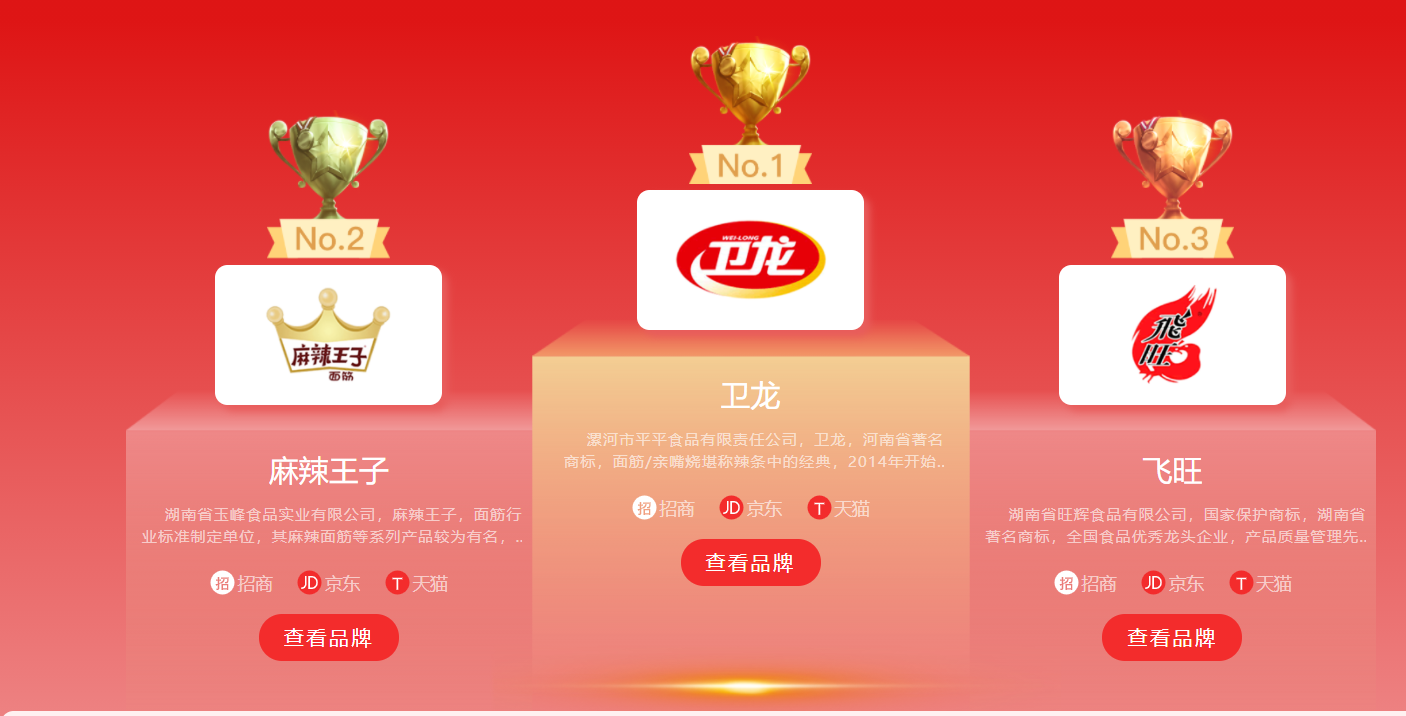 No.1
WEI-LONG
卫龙
卫龙
漯河市平平食品有限责任公司，卫龙，河南省著名
商标，面筋/亲嘴烧堪称辣条中的经典，2014年开始..
招 招商 JD 京东 T 天猫
查看品牌
No.2
麻辣王子
面筋
麻辣王子
湖南省玉峰食品实业有限公司，麻辣王子，面筋行
业标准制定单位，其麻辣面筋等系列产品较为有名，..
招 招商 JD 京东 T 天猫
查看品牌
No.3
飛旺
飞旺
湖南省旺辉食品有限公司，国家保护商标，湖南省
著名商标，全国食品优秀龙头企业，产品质量管理先..
招 招商 JD 京东 T 天猫
查看品牌